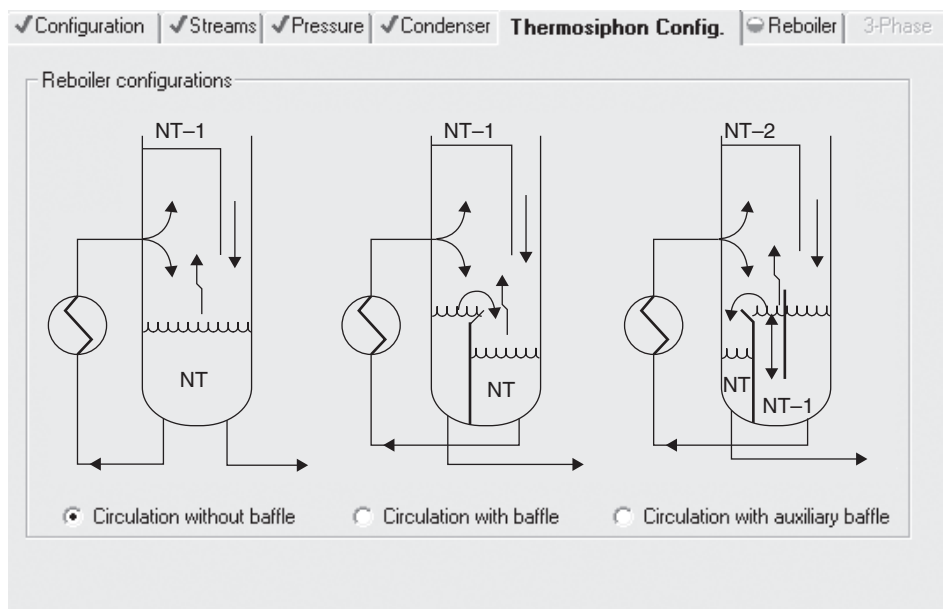 Configuration Streams Pressure Condenser Thermosiphon Config. Reboiler 3-Phase
Reboiler configurations
NT–1 NT–1 NT–2
NT NT NT
NT–1
Circulation without baffle Circulation with baffle Circulation with auxiliary baffle